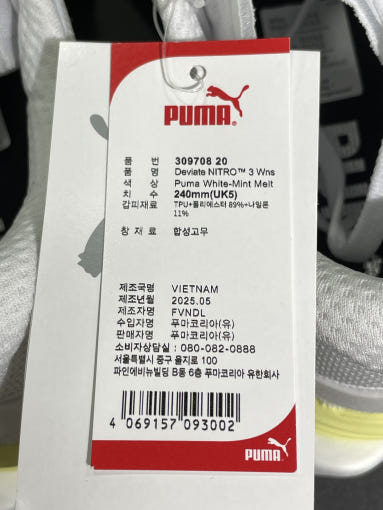 PUMA
품 번 309708 20
품 명 Deviate NITRO™ 3 Wns
색 상 Puma White-Mint Melt
치 수 240mm(UK5)
갑피재료 TPU+폴리에스터 89%+나일론
11%
창 재 료 합성고무
제조국명 VIETNAM
제조년월 2025.05
제조자명 FVNDL
수입자명 푸마코리아(유)
판매자명 푸마코리아(유)
소비자상담실 : 080-082-0888
서울특별시 중구 을지로 100
파인에비뉴빌딩 B동 6층 푸마코리아 유한회사
4 069157 093002
PUMA